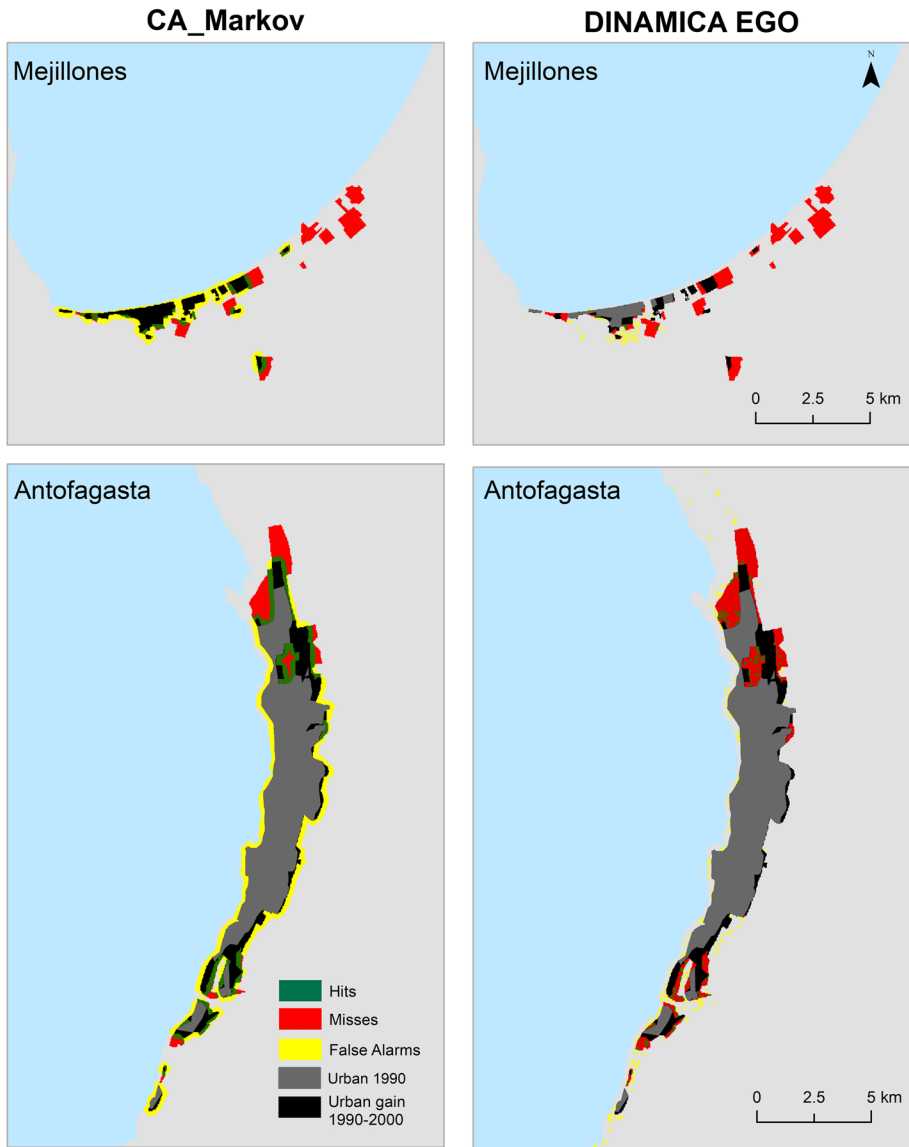 CA_Markov
DINAMICA EGO
Mejillones
Mejillones
N
0 2.5 5 km
Antofagasta
Antofagasta
Hits
Misses
False Alarms
Urban 1990
Urban gain
1990-2000
0 2.5 5 km